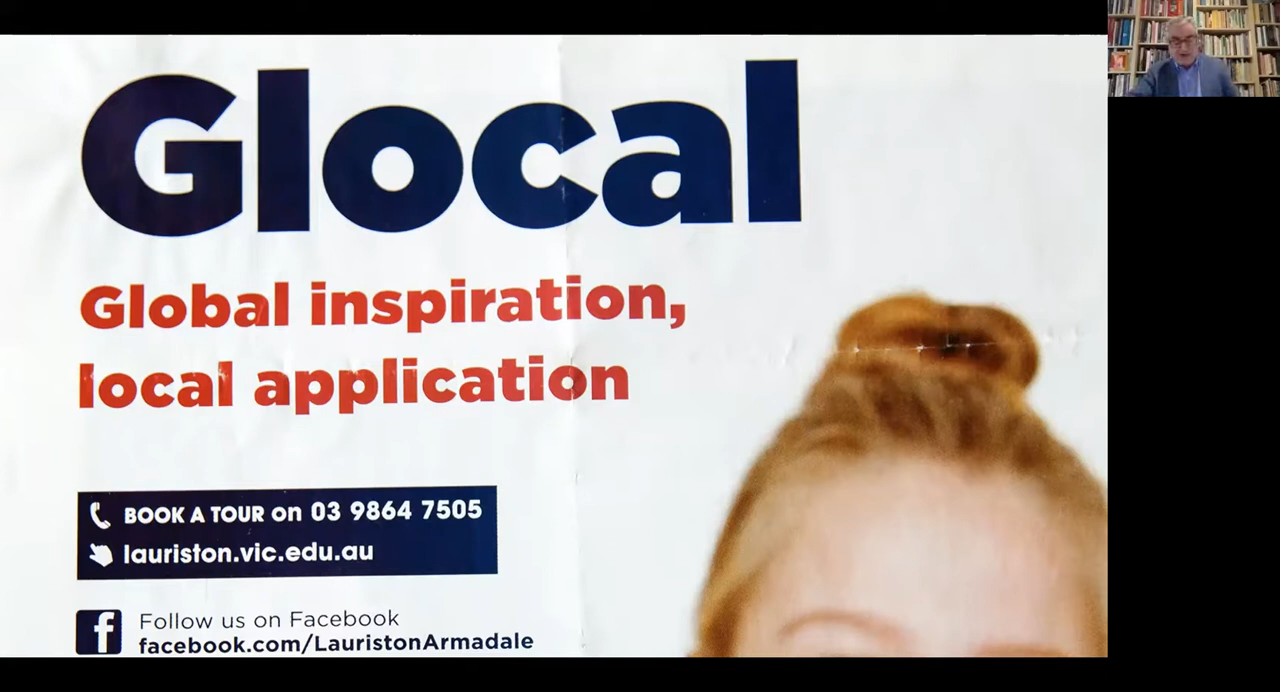 Glocal
Global inspiration,
local application
BOOK A TOUR on 03 9864 7505
lauriston.vic.edu.au
f Follow us on Facebook
facebook.com/LauristonArmadale